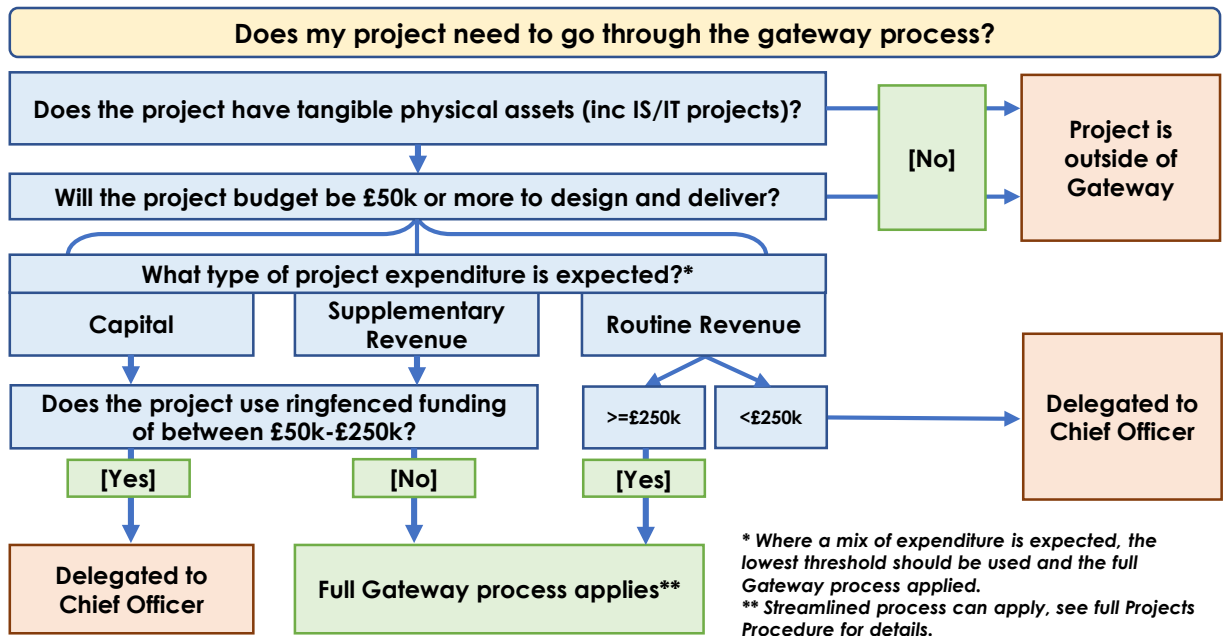 Does my project need to go through the gateway process?
Does the project have tangible physical assets (inc IS/IT projects)?
[No]
Project is
outside of
Gateway
Will the project budget be £50k or more to design and deliver?
What type of project expenditure is expected?*
Capital
Supplementary
Revenue
Routine Revenue
Does the project use ringfenced funding
of between £50k-£250k?
>=£250k
<£250k
Delegated to
Chief Officer
[Yes]
[No]
[Yes]
Delegated to
Chief Officer
Full Gateway process applies**
* Where a mix of expenditure is expected, the
lowest threshold should be used and the full
Gateway process applied.
** Streamlined process can apply, see full Projects
Procedure for details.